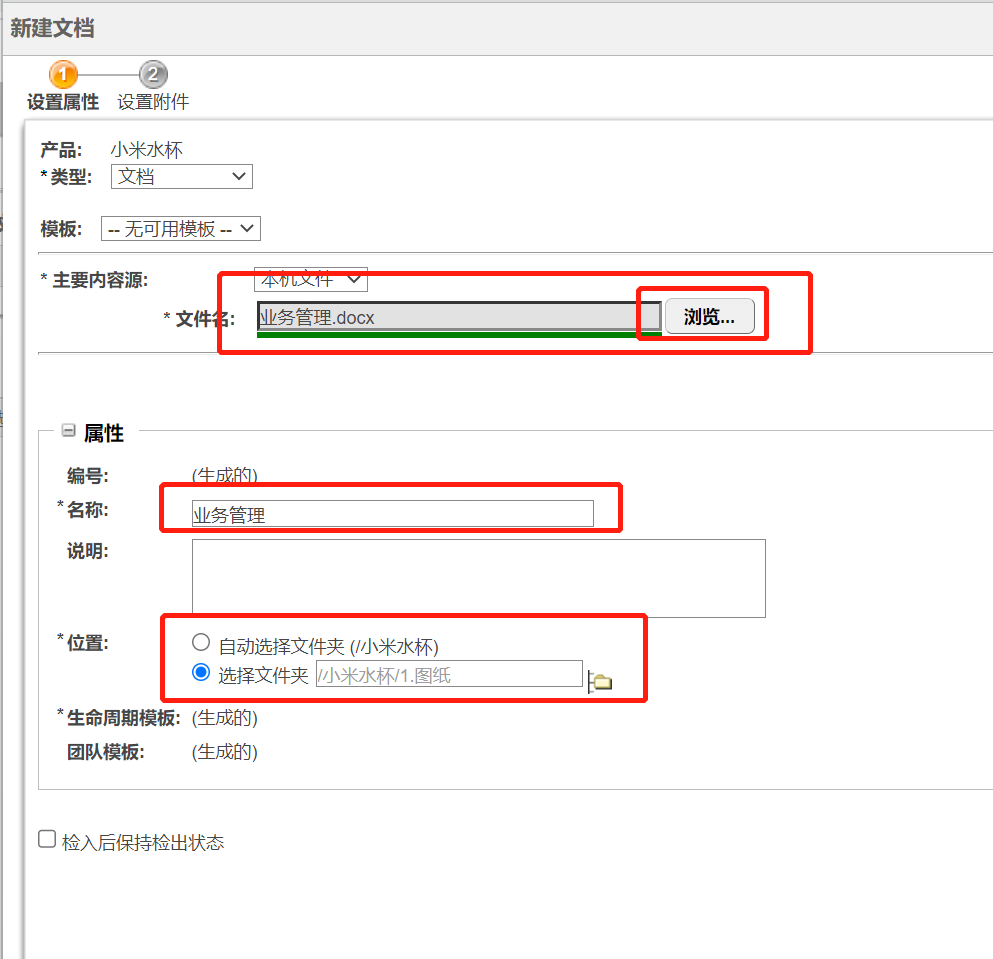 新建文档
1 2
设置属性 设置附件
产品: 小米水杯
*类型: 文档
模板: -- 无可用模板 --
* 主要内容源: 本机文件
* 文件名: 业务管理.docx 浏览...
属性
编号: (生成的)
*名称: 业务管理
说明:
*位置: 自动选择文件夹 (//小米水杯)
选择文件夹 /小米水杯/1.图纸
*生命周期模板: (生成的)
团队模板: (生成的)
检入后保持检出状态